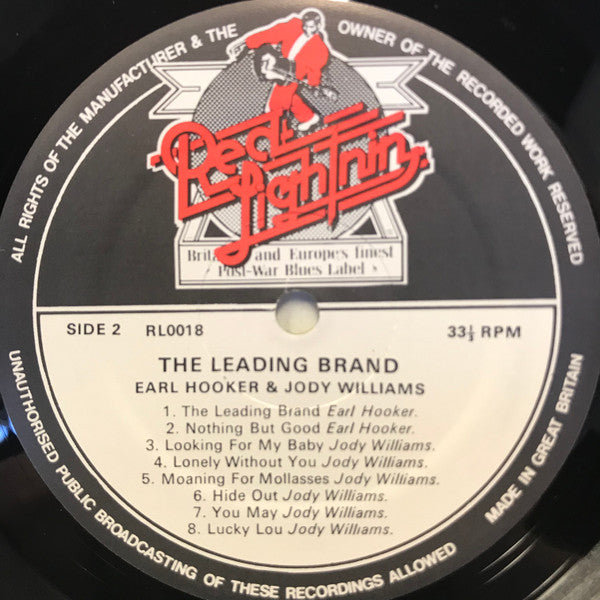 ALL RIGHTS OF THE MANUFACTURER & THE OWNER OF THE RECORDED WORK RESERVED
Red
Lightnin'
Britain and Europe's finest
Post-War Blues Label
SIDE 2 RL0018 33⅓ RPM
THE LEADING BRAND
EARL HOOKER & JODY WILLIAMS
1. The Leading Brand Earl Hooker.
2. Nothing But Good Earl Hooker.
3. Looking For My Baby Jody Williams.
4. Lonely Without You Jody Williams.
5. Moaning For Mollasses Jody Williams.
6. Hide Out Jody Williams.
7. You May Jody Williams.
8. Lucky Lou Jody Williams.
UNAUTHORISED PUBLIC BROADCASTING OF THESE RECORDINGS ALLOWED
MADE IN GREAT BRITAIN